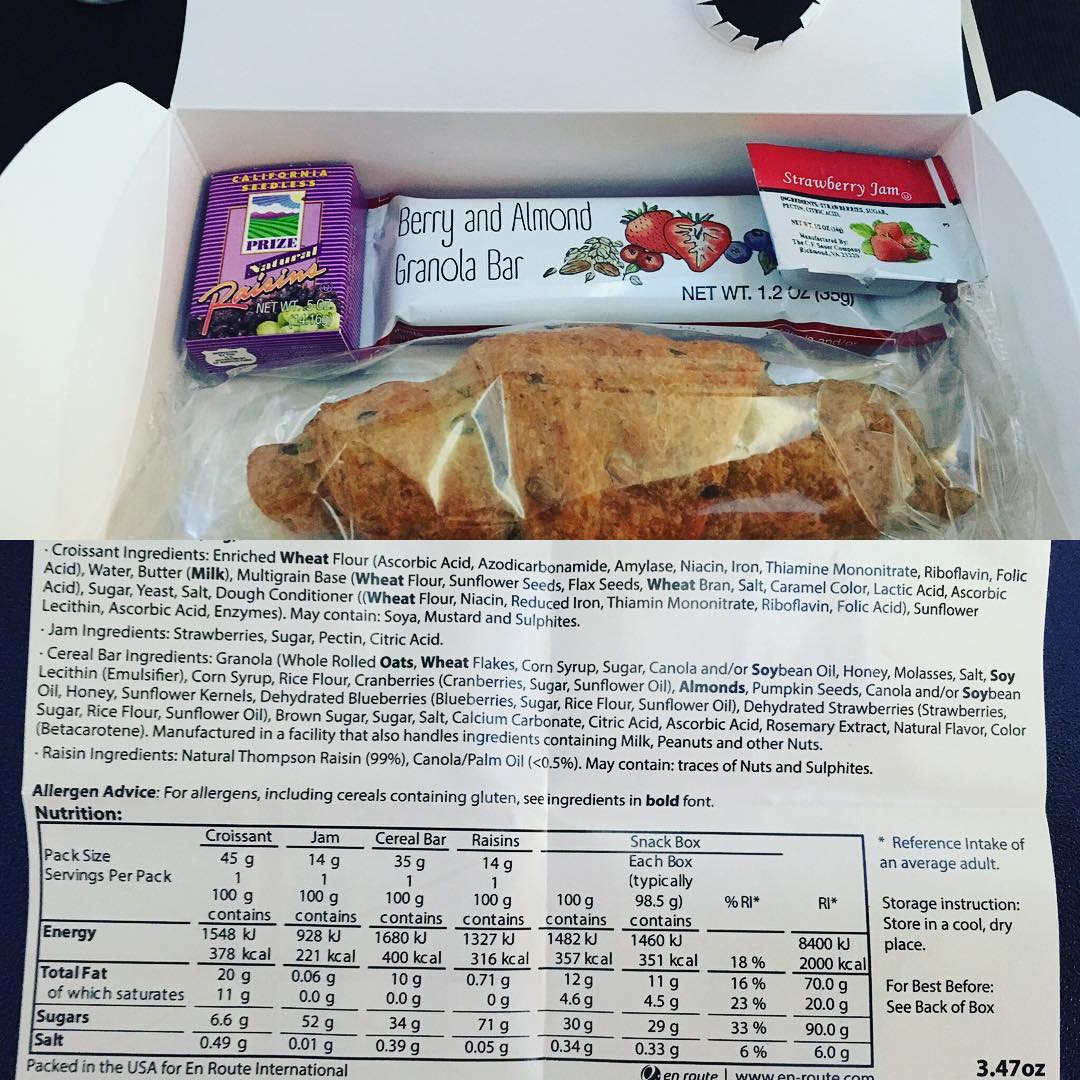 CALIFORNIA
SEEDLESS
PRIZE
Natural
Raisins
NET WT. .5 OZ
(14.16g)
Berry and Almond
Granola Bar
NET WT. 1.2 OZ (35g)
Strawberry Jam
INGREDIENTS: STRAWBERRIES, SUGAR,
PECTIN, CITRIC ACID.
NET WT. 1/2 OZ (14g)
Manufactured By:
The C.F. Sauer Company
Richmond, VA 23220
and/or
· Croissant Ingredients: Enriched Wheat Flour (Ascorbic Acid, Azodicarbonamide, Amylase, Niacin, Iron, Thiamine Mononitrate, Riboflavin, Folic
Acid), Water, Butter (Milk), Multigrain Base (Wheat Flour, Sunflower Seeds, Flax Seeds, Wheat Bran, Salt, Caramel Color, Lactic Acid, Ascorbic
Acid), Sugar, Yeast, Salt, Dough Conditioner ((Wheat Flour, Niacin, Reduced Iron, Thiamin Mononitrate, Riboflavin, Folic Acid), Sunflower
Lecithin, Ascorbic Acid, Enzymes). May contain: Soya, Mustard and Sulphites.
· Jam Ingredients: Strawberries, Sugar, Pectin, Citric Acid.
· Cereal Bar Ingredients: Granola (Whole Rolled Oats, Wheat Flakes, Corn Syrup, Sugar, Canola and/or Soybean Oil, Honey, Molasses, Salt, Soy
Lecithin (Emulsifier), Corn Syrup, Rice Flour, Cranberries (Cranberries, Sugar, Sunflower Oil), Almonds, Pumpkin Seeds, Canola and/or Soybean
Oil, Honey, Sunflower Kernels, Dehydrated Blueberries (Blueberries, Sugar, Rice Flour, Sunflower Oil), Dehydrated Strawberries (Strawberries,
Sugar, Rice Flour, Sunflower Oil), Brown Sugar, Sugar, Salt, Calcium Carbonate, Citric Acid, Ascorbic Acid, Rosemary Extract, Natural Flavor, Color
(Betacarotene). Manufactured in a facility that also handles ingredients containing Milk, Peanuts and other Nuts.
· Raisin Ingredients: Natural Thompson Raisin (99%), Canola/Palm Oil (<0.5%). May contain: traces of Nuts and Sulphites.
Allergen Advice: For allergens, including cereals containing gluten, see ingredients in bold font.
Nutrition:
Croissant Jam Cereal Bar Raisins Snack Box
Pack Size 45 g 14 g 35 g 14 g Each Box
Servings Per Pack 1 1 1 1 (typically
100 g 100 g 100 g 100 g 100 g 98.5 g) % RI* RI*
contains contains contains contains contains contains
Energy 1548 kJ 928 kJ 1680 kJ 1327 kJ 1482 kJ 1460 kJ 8400 kJ
378 kcal 221 kcal 400 kcal 316 kcal 357 kcal 351 kcal 18 % 2000 kcal
Total Fat 20 g 0.06 g 10 g 0.71 g 12 g 11 g 16 % 70.0 g
of which saturates 11 g 0.0 g 0.0 g 0 g 4.6 g 4.5 g 23 % 20.0 g
Sugars 6.6 g 52 g 34 g 71 g 30 g 29 g 33 % 90.0 g
Salt 0.49 g 0.01 g 0.39 g 0.05 g 0.34 g 0.33 g 6 % 6.0 g
* Reference Intake of
an average adult.
Storage instruction:
Store in a cool, dry
place.
For Best Before:
See Back of Box
Packed in the USA for En Route International
en route | www.en-route.com
3.47oz